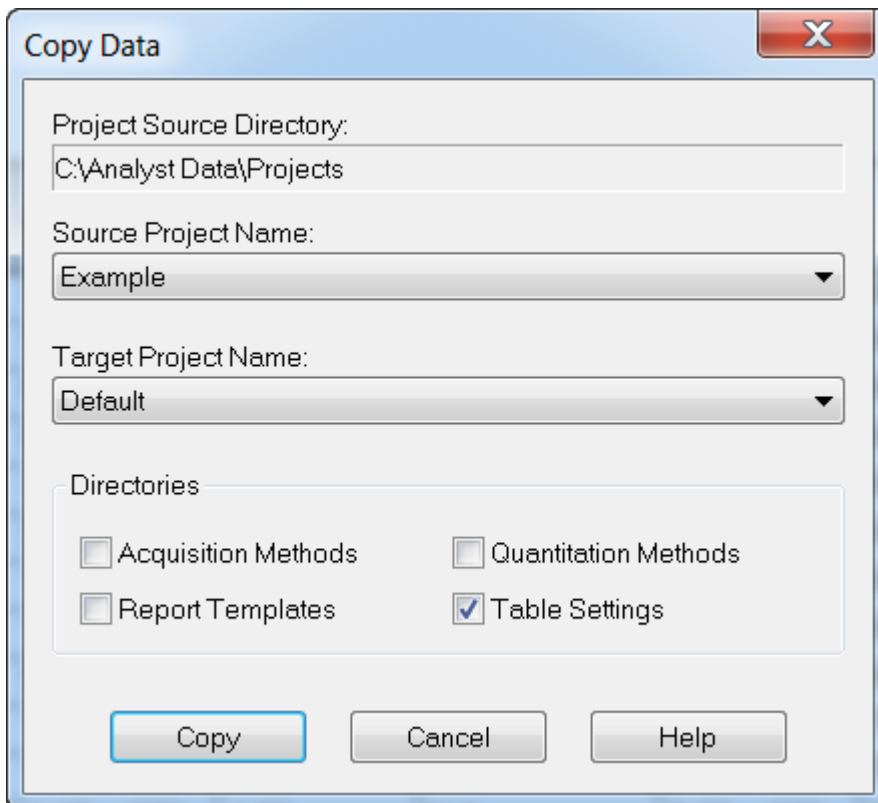 Copy Data
Project Source Directory:
C:\Analyst Data\Projects
Source Project Name:
Example
Target Project Name:
Default
Directories
Acquisition Methods Quantitation Methods
Report Templates Table Settings
Copy Cancel Help